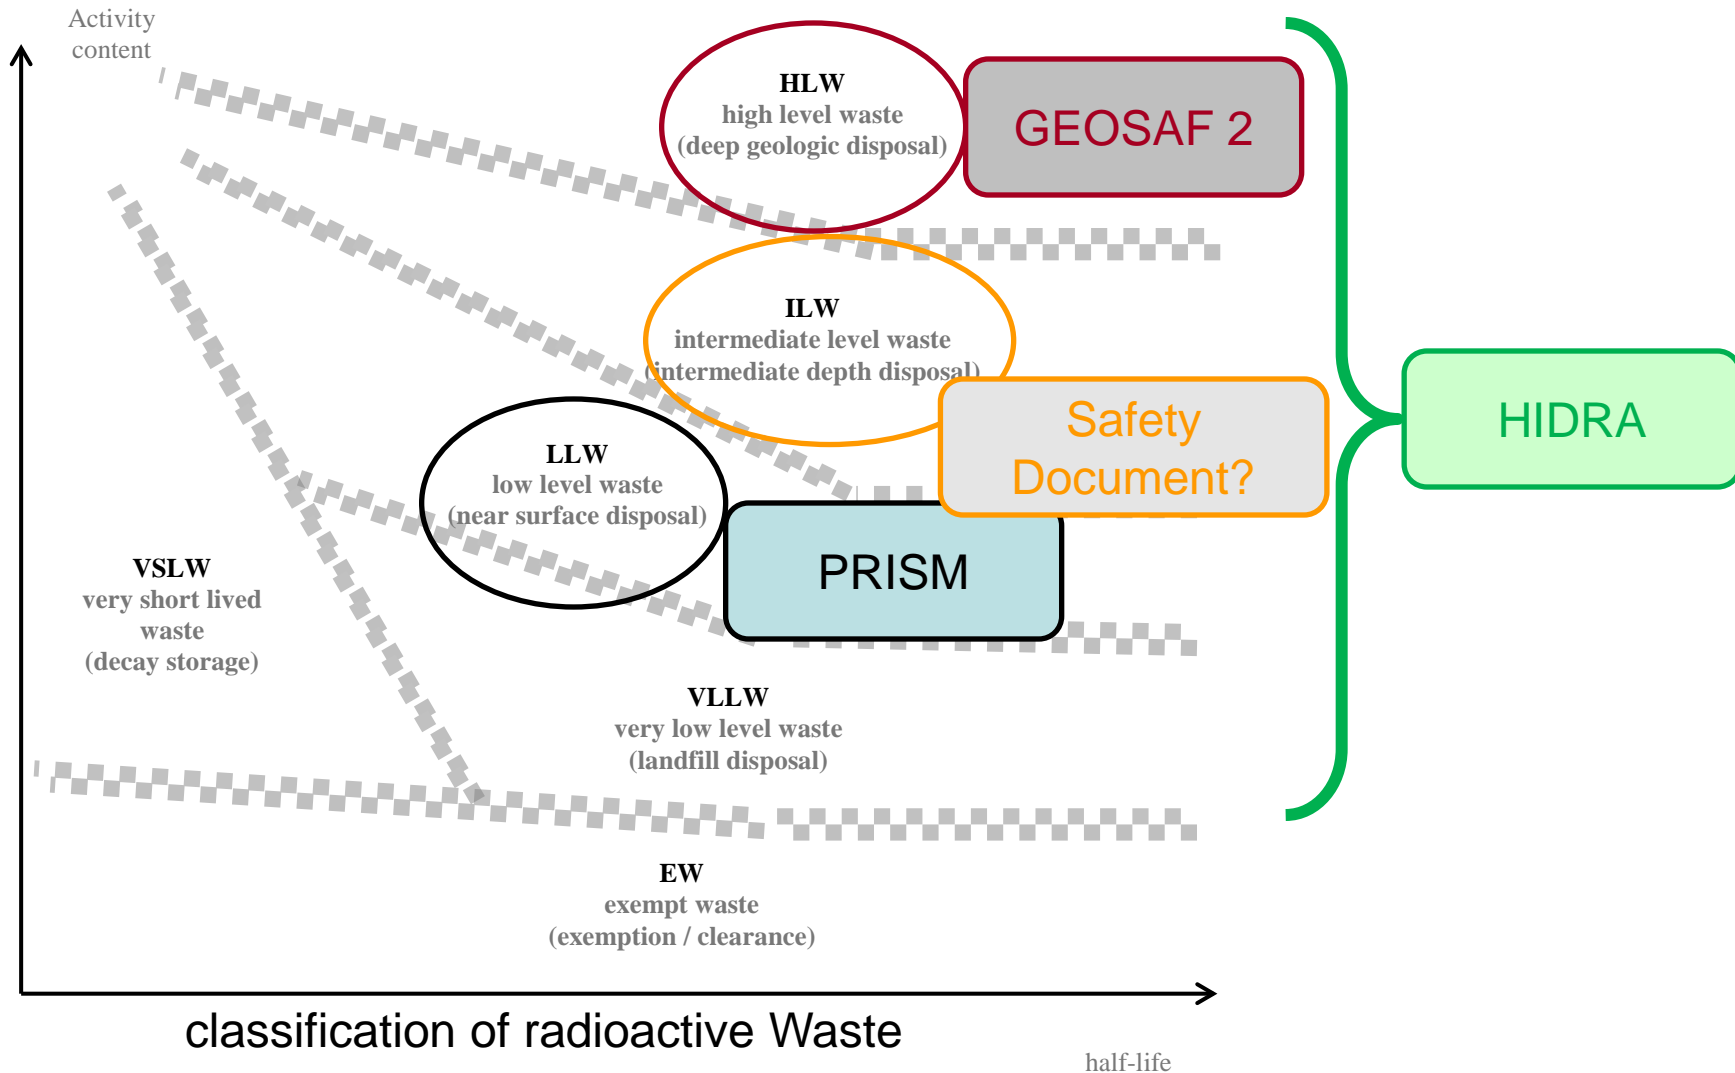 Activity
content
HLW
high level waste
(deep geologic disposal)
GEOSAF 2
ILW
intermediate level waste
(intermediate depth disposal)
Safety
Document?
HIDRA
LLW
low level waste
(near surface disposal)
PRISM
VSLW
very short lived
waste
(decay storage)
VLLW
very low level waste
(landfill disposal)
EW
exempt waste
(exemption / clearance)
classification of radioactive Waste
half-life